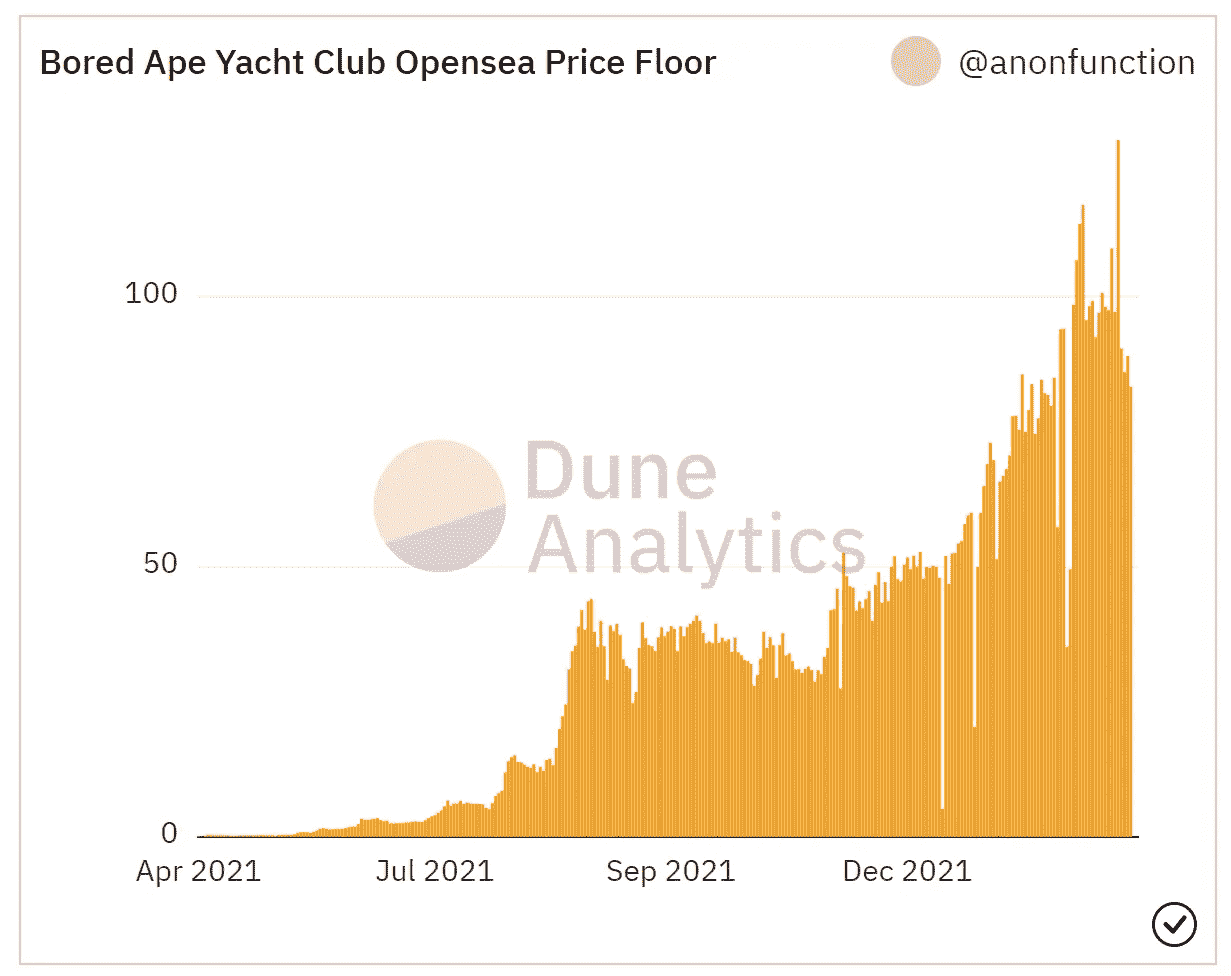 Bored Ape Yacht Club Opensea Price Floor
@anonfunction
100
Dune
Analytics
50
0
Apr 2021
Jul 2021
Sep 2021
Dec 2021